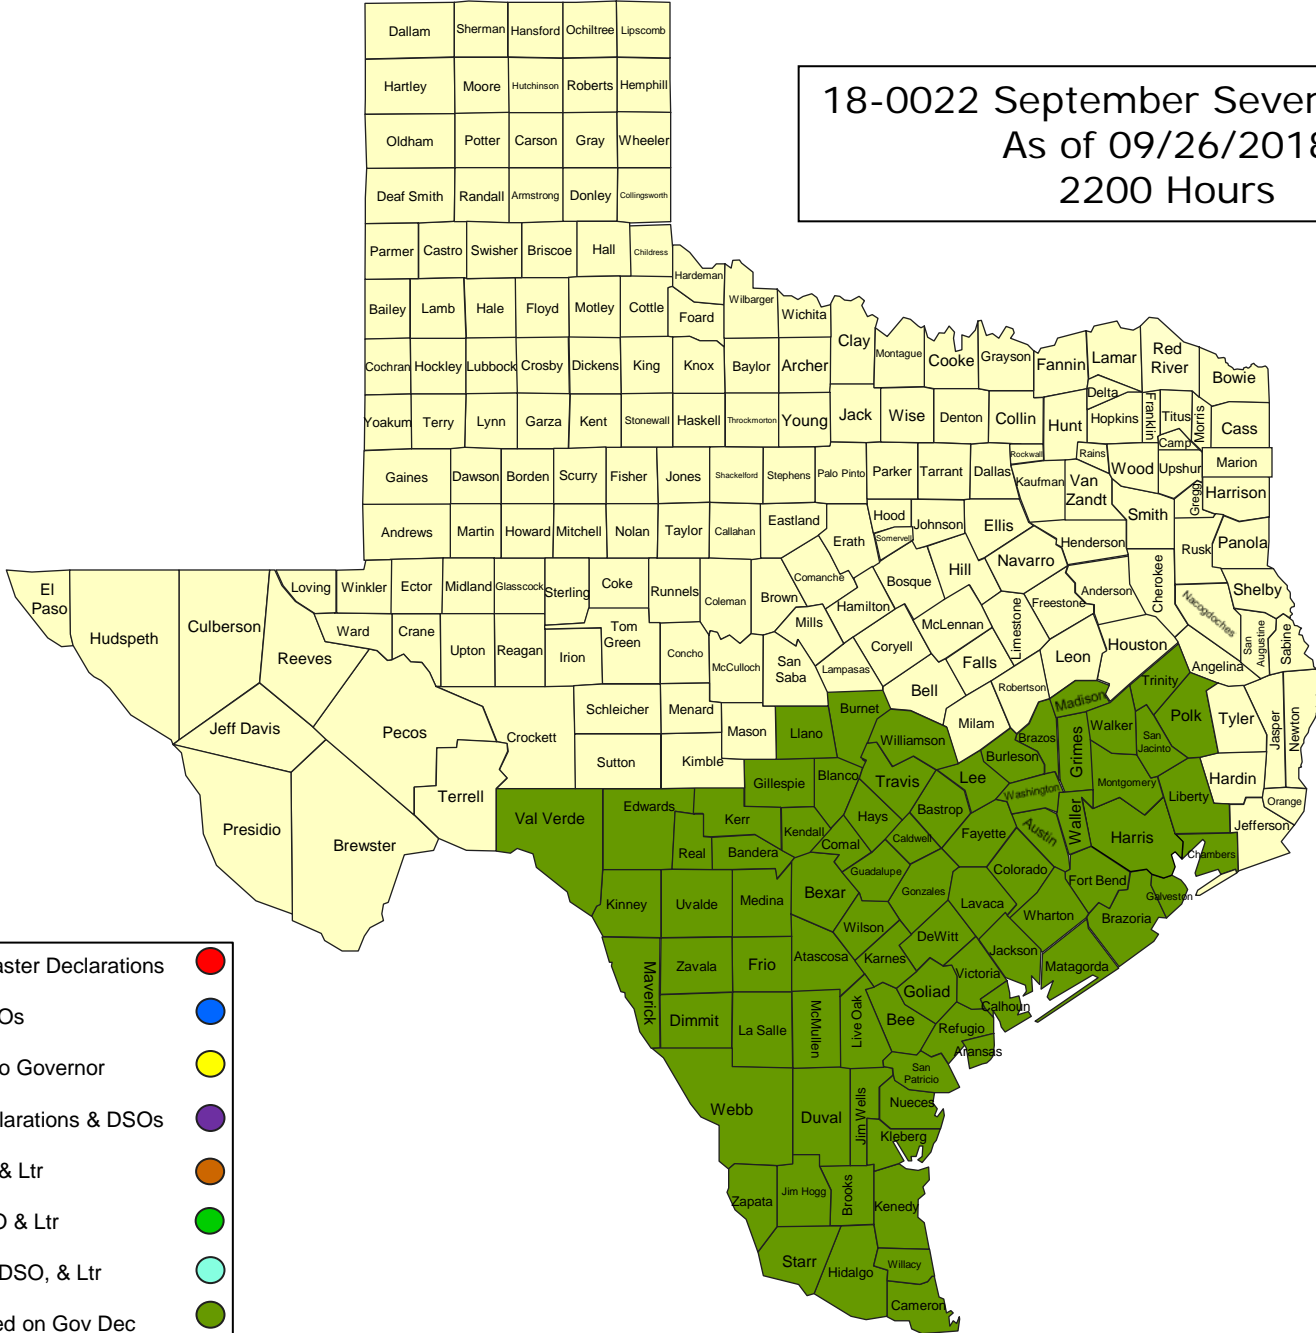 Dallam Sherman Hansford Ochiltree Lipscomb
Hartley Moore Hutchinson Roberts Hemphill
18-0022 September Sever
As of 09/26/2018
2200 Hours
Oldham Potter Carson Gray Wheeler
Deaf Smith Randall Armstrong Donley Collingsworth
Parmer Castro Swisher Briscoe Hall Childress
Hardeman
Bailey Lamb Hale Floyd Motley Cottle Foard Wilbarger Wichita
Clay Montague Cooke Grayson Fannin Lamar Red River Bowie
Cochran Hockley Lubbock Crosby Dickens King Knox Baylor Archer
Delta
Yoakum Terry Lynn Garza Kent Stonewall Haskell Throckmorton Young Jack Wise Denton Collin Hunt Hopkins Franklin Titus Morris Cass
Camp
Rockwall Rains
Gaines Dawson Borden Scurry Fisher Jones Shackelford Stephens Palo Pinto Parker Tarrant Dallas Kaufman Van Zandt Wood Upshur Marion
Gregg Harrison
Andrews Martin Howard Mitchell Nolan Taylor Callahan Eastland Erath Hood Somervell Johnson Ellis Henderson Smith Rusk Panola
El Paso Hudspeth Culberson Loving Winkler Ector Midland Glasscock Sterling Coke Runnels Coleman Brown Comanche Bosque Hill Navarro Anderson Cherokee Shelby
Hamilton Freestone Limestone Nacogdoches
Reeves Ward Crane Upton Reagan Irion Tom Green Concho McCulloch San Saba Mills Lampasas Coryell McLennan Falls Leon Houston Angelina San Augustine Sabine
Jeff Davis Pecos Crockett Schleicher Menard Mason Bell Robertson Milam
Llano Burnet Williamson Madison Trinity Polk Tyler Jasper Newton
Brazos Walker San Jacinto Grimes Burleson
Terrell Sutton Kimble Gillespie Blanco Travis Lee Washington Montgomery Liberty Hardin Orange
Presidio Brewster Val Verde Edwards Kerr Kendall Hays Bastrop Caldwell Fayette Austin Waller Harris Jefferson
Real Bandera Comal Guadalupe Colorado Chambers
Kinney Uvalde Medina Bexar Gonzales Lavaca Fort Bend Galveston
Wilson Wharton Brazoria
Maverick Zavala Frio Atascosa Karnes DeWitt Jackson Matagorda
Victoria Goliad Calhoun
Dimmit La Salle McMullen Live Oak Bee Refugio Aransas
San Patricio
Webb Duval Jim Wells Nueces
Kleberg
Zapata Jim Hogg Brooks Kenedy
Starr Hidalgo Willacy
Cameron
aster Declarations
Os
o Governor
larations & DSOs
& Ltr
O & Ltr
DSO, & Ltr
ed on Gov Dec